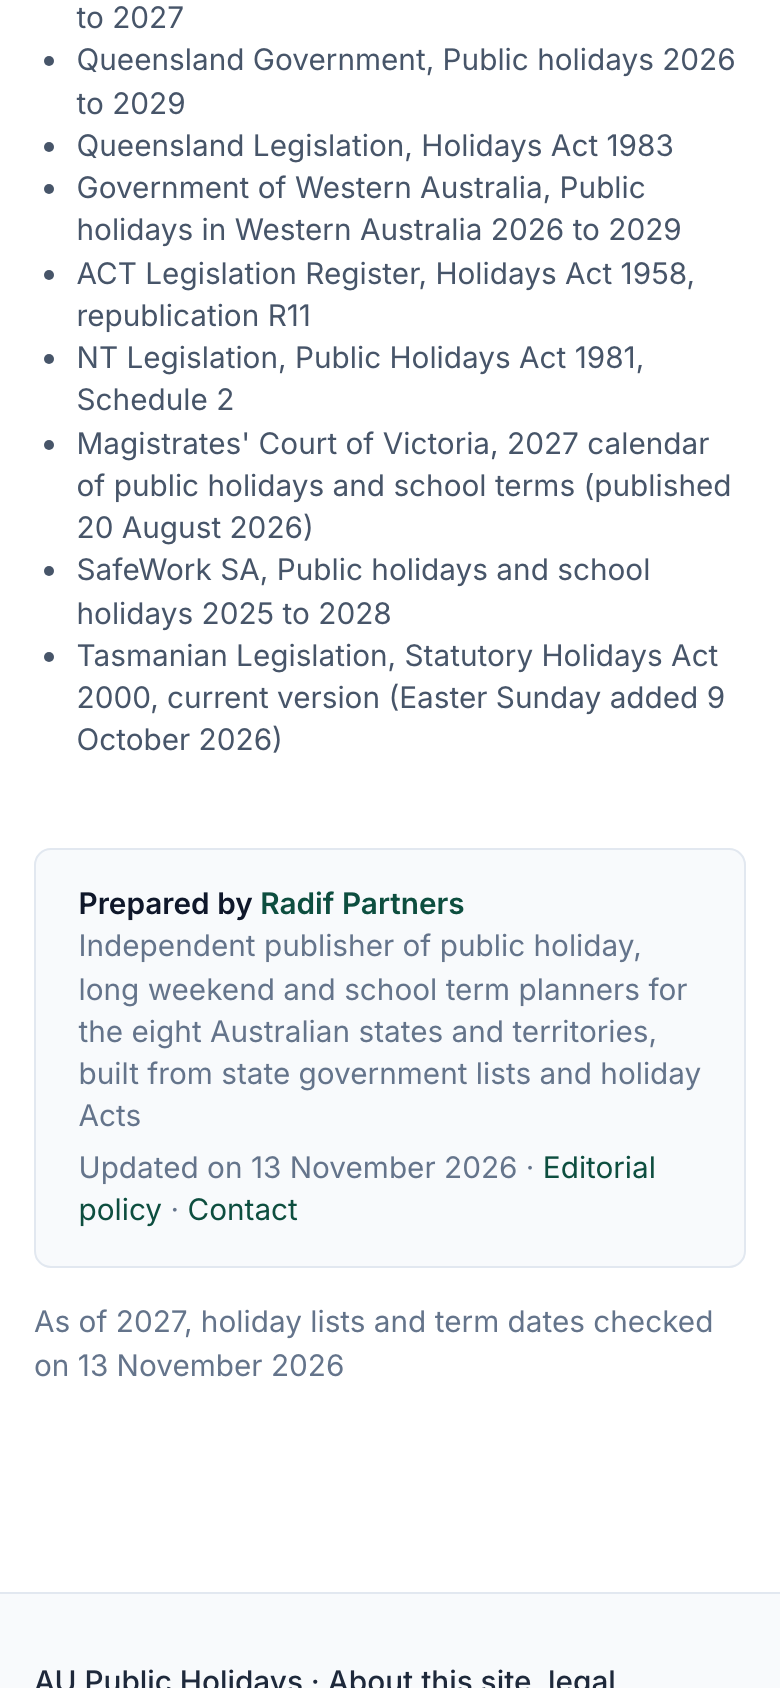 to 2027
• Queensland Government, Public holidays 2026
to 2029
• Queensland Legislation, Holidays Act 1983
• Government of Western Australia, Public
holidays in Western Australia 2026 to 2029
• ACT Legislation Register, Holidays Act 1958,
republication R11
• NT Legislation, Public Holidays Act 1981,
Schedule 2
• Magistrates' Court of Victoria, 2027 calendar
of public holidays and school terms (published
20 August 2026)
• SafeWork SA, Public holidays and school
holidays 2025 to 2028
• Tasmanian Legislation, Statutory Holidays Act
2000, current version (Easter Sunday added 9
October 2026)
Prepared by Radif Partners
Independent publisher of public holiday,
long weekend and school term planners for
the eight Australian states and territories,
built from state government lists and holiday
Acts
Updated on 13 November 2026 · Editorial
policy · Contact
As of 2027, holiday lists and term dates checked
on 13 November 2026
AU Public Holidays · About this site, legal